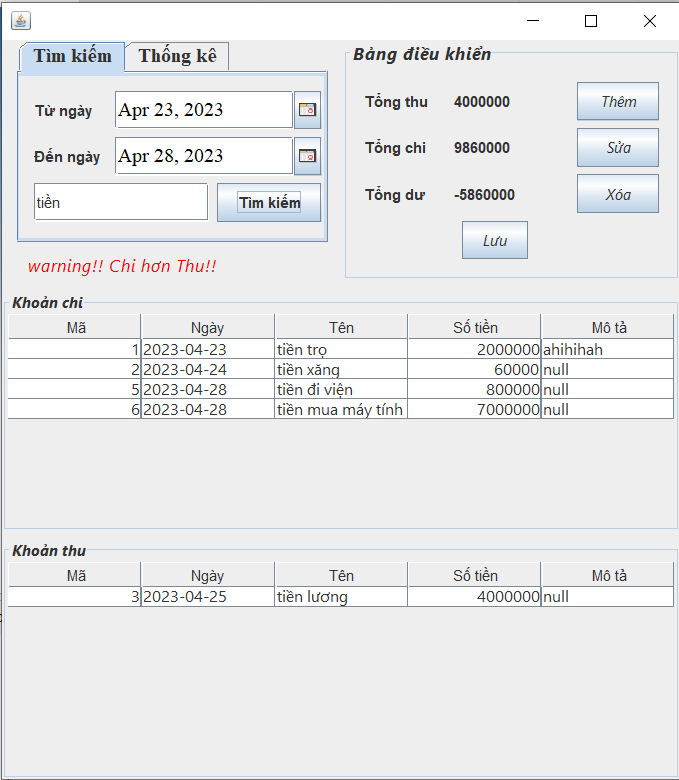 Tìm kiếm Thống kê
Từ ngày Apr 23, 2023
Đến ngày Apr 28, 2023
tiền Tìm kiếm
warning!! Chi hơn Thu!!
Bảng điều khiển
Tổng thu 4000000 Thêm
Tổng chi 9860000 Sửa
Tổng dư -5860000 Xóa
Lưu
Khoản chi
Mã Ngày Tên Số tiền Mô tả
1 2023-04-23 tiền trọ 2000000 ahihihah
2 2023-04-24 tiền xăng 60000 null
5 2023-04-28 tiền đi viện 800000 null
6 2023-04-28 tiền mua máy tính 7000000 null
Khoản thu
Mã Ngày Tên Số tiền Mô tả
3 2023-04-25 tiền lương 4000000 null